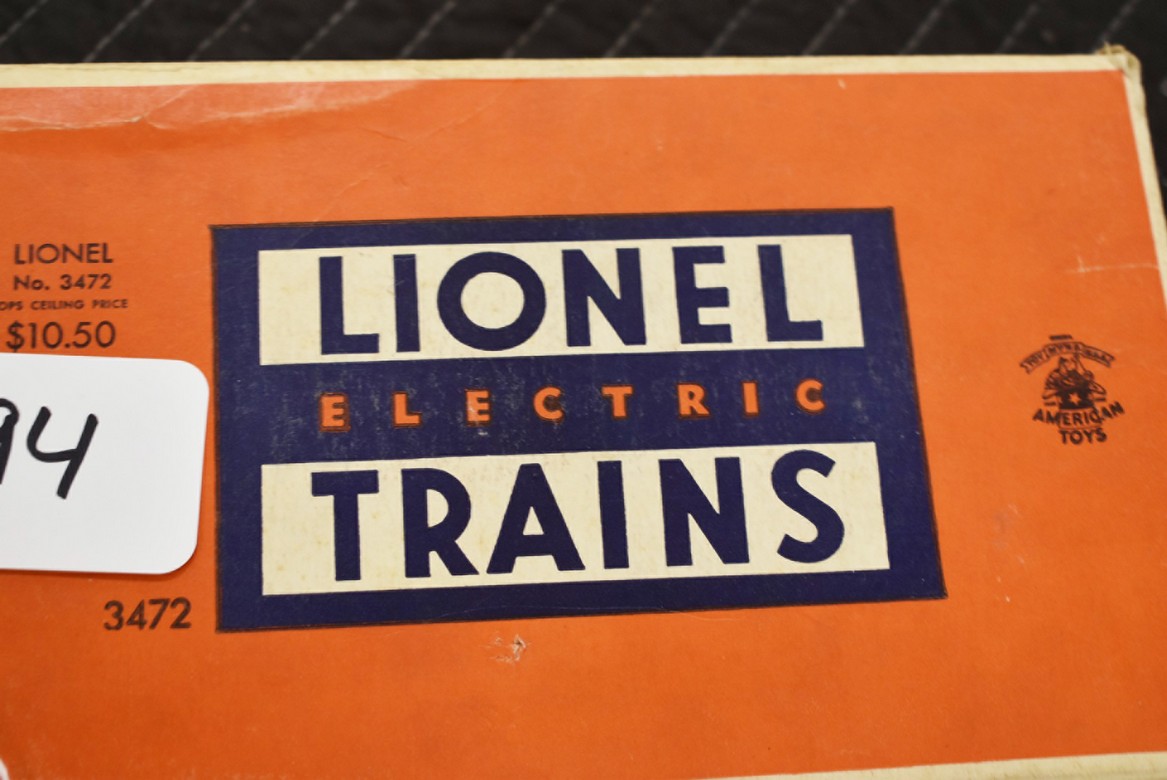 LIONEL
No. 3472
OPS CEILING PRICE
$10.50
94
3472
LIONEL
ELECTRIC
TRAINS
AMERICAN
TOYS